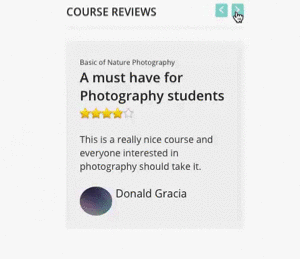 COURSE REVIEWS
Basic of Nature Photography
A must have for
Photography students
This is a really nice course and
everyone interested in
photography should take it.
Donald Gracia